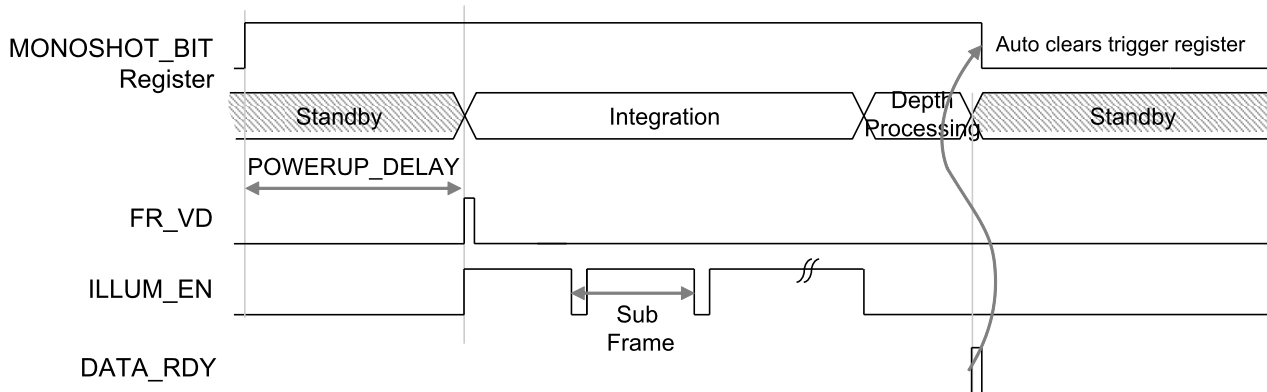 MONOSHOT_BIT
Register
Auto clears trigger register
Standby
Integration
Depth
Processing
Standby
POWERUP_DELAY
FR_VD
ILLUM_EN
Sub
Frame
DATA_RDY